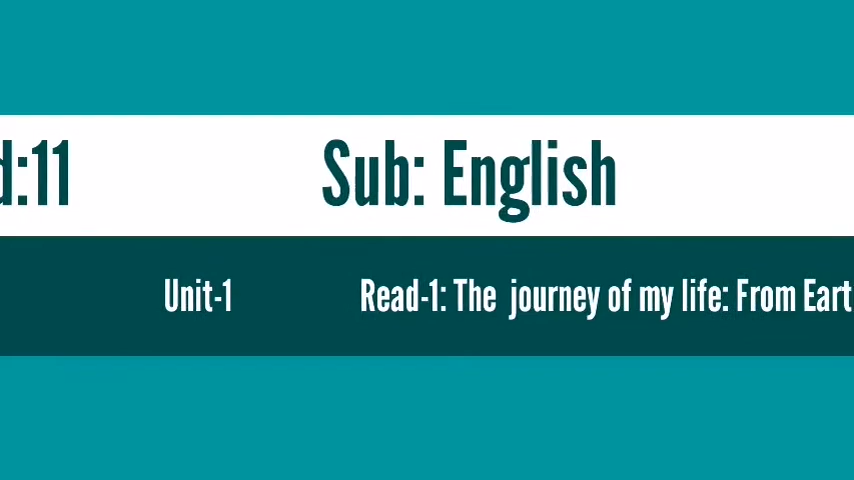 d:11 Sub: English
Unit-1 Read-1: The journey of my life: From Eart